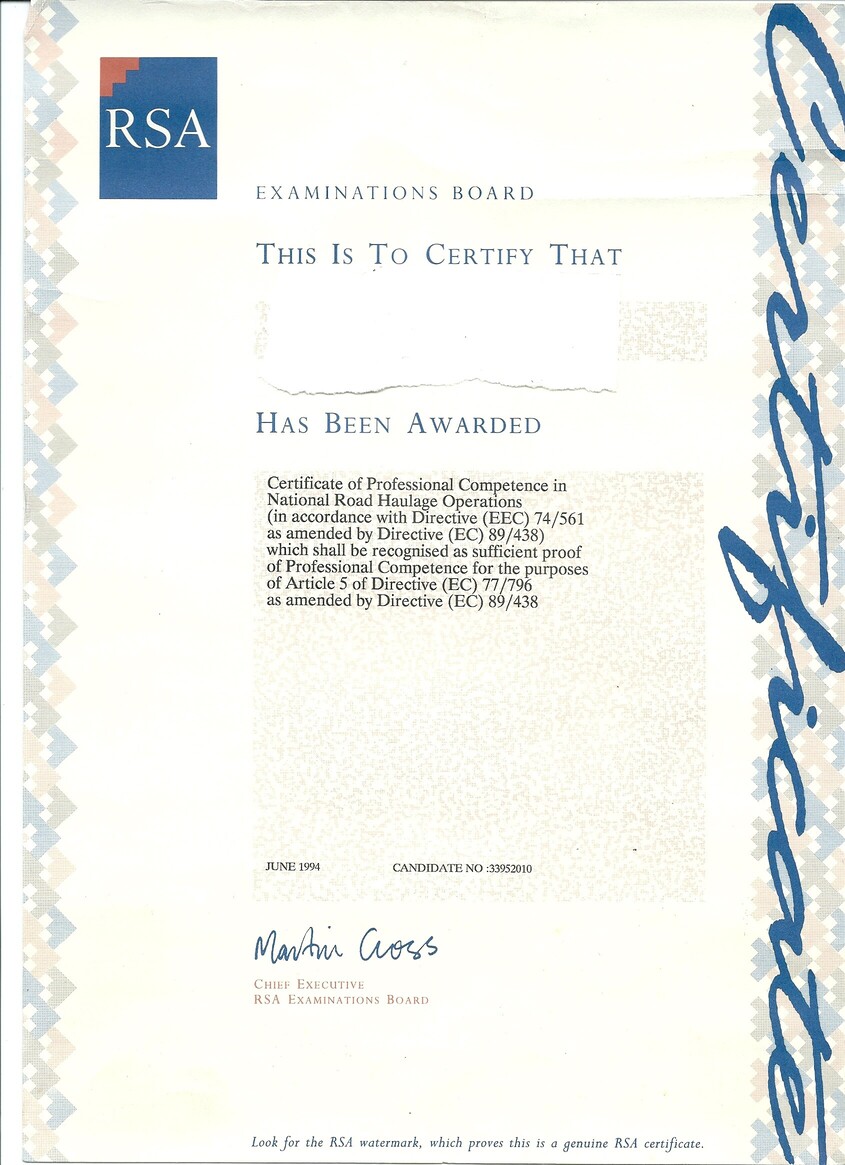 RSA
EXAMINATIONS BOARD
THIS IS TO CERTIFY THAT
HAS BEEN AWARDED
Certificate of Professional Competence in
National Road Haulage Operations
(in accordance with Directive (EEC) 74/561
as amended by Directive (EC) 89/438)
which shall be recognised as sufficient proof
of Professional Competence for the purposes
of Article 5 of Directive (EC) 77/796
as amended by Directive (EC) 89/438
JUNE 1994 CANDIDATE NO :33952010
Martin Cross
CHIEF EXECUTIVE
RSA EXAMINATIONS BOARD
Look for the RSA watermark, which proves this is a genuine RSA certificate.
Certificate